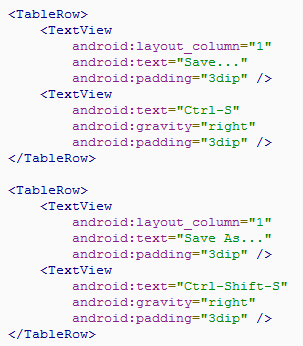 <TableRow>
    <TextView
        android:layout_column="1"
        android:text="Save..."
        android:padding="3dip" />
    <TextView
        android:text="Ctrl-S"
        android:gravity="right"
        android:padding="3dip" />
</TableRow>

<TableRow>
    <TextView
        android:layout_column="1"
        android:text="Save As..."
        android:padding="3dip" />
    <TextView
        android:text="Ctrl-Shift-S"
        android:gravity="right"
        android:padding="3dip" />
</TableRow>